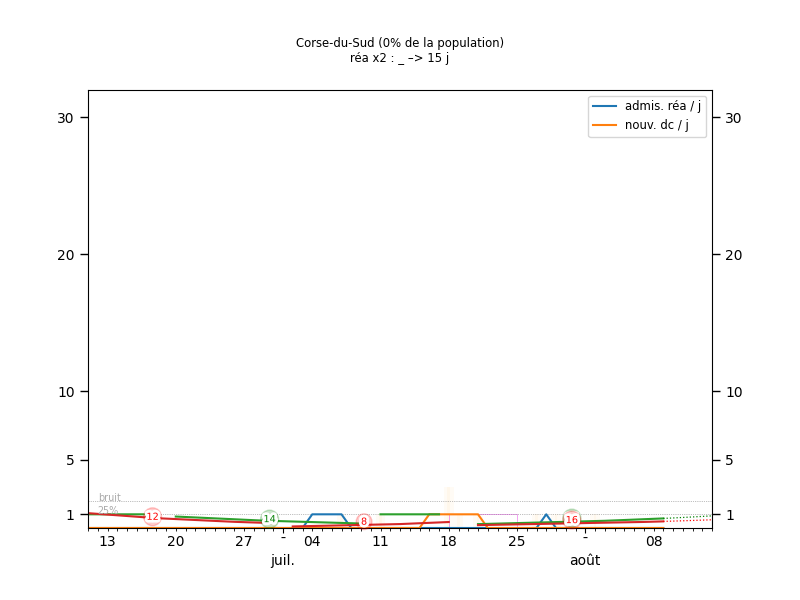 Corse-du-Sud (0% de la population)
réa x2 : _ –> 15 j
admis. réa / j
nouv. dc / j
30 30
20 20
10 10
5 5
bruit
25%
1 1
12 14 8 16
13 20 27 - 04 11 18 25 - 08
juil. août